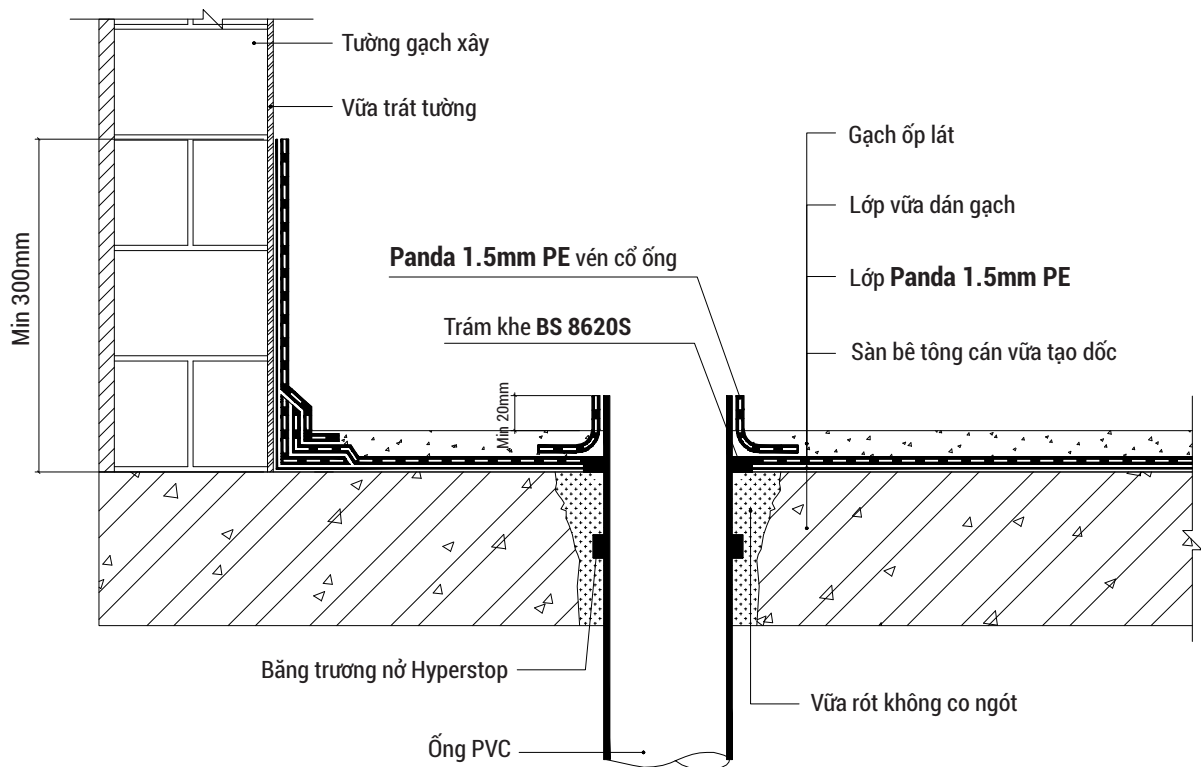 Tường gạch xây
Vữa trát tường
Gạch ốp lát
Lớp vữa dán gạch
Panda 1.5mm PE vén cổ ống
Lớp Panda 1.5mm PE
Min 300mm
Trám khe BS 8620S
Sàn bê tông cán vữa tạo dốc
Min 20mm
Băng trương nở Hyperstop
Vữa rót không co ngót
Ống PVC